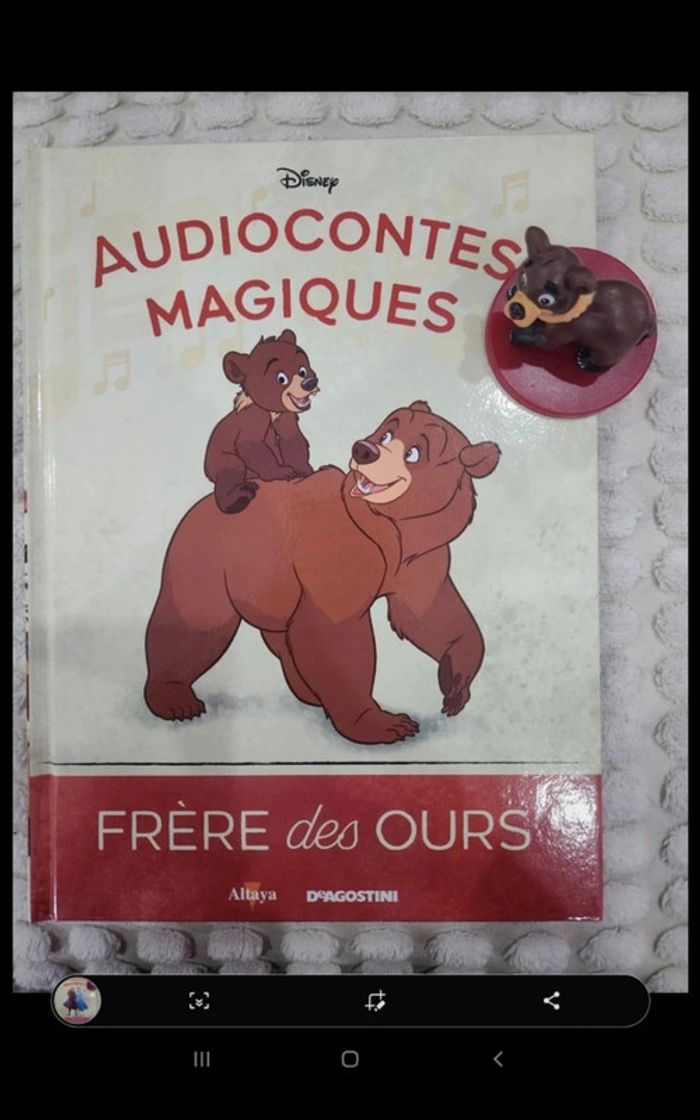 Disney
AUDIOCONTES
MAGIQUES
FRÈRE des OURS
Altaya DeAGOSTINI